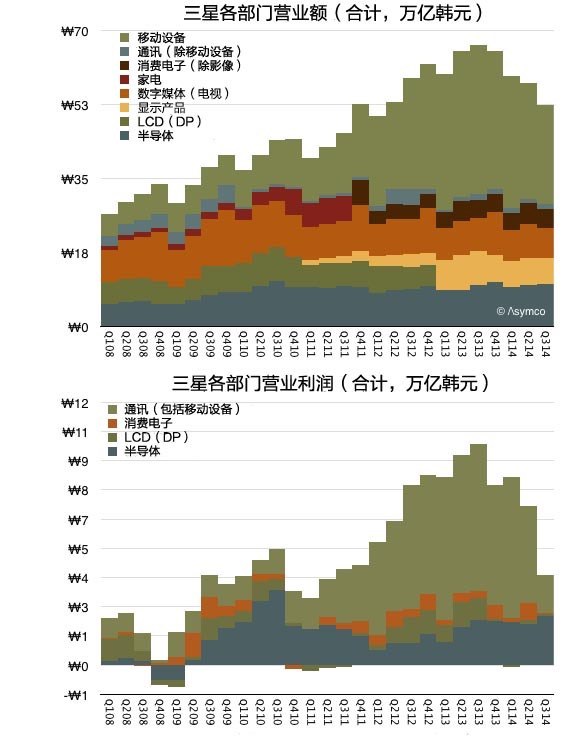 三星各部门营业额（合计，万亿韩元）
₩70
移动设备
通讯（除移动设备）
消费电子（除影像）
家电
₩53
数字媒体（电视）
显示产品
LCD（DP）
半导体
₩35
₩18
© Λsymco
₩0
Q108 Q208 Q308 Q408 Q109 Q209 Q309 Q409 Q110 Q210 Q310 Q410 Q111 Q211 Q311 Q411 Q112 Q212 Q312 Q412 Q113 Q213 Q313 Q413 Q114 Q214 Q314
三星各部门营业利润（合计，万亿韩元）
₩12
通讯（包括移动设备）
消费电子
₩11
LCD（DP）
半导体
₩9
₩8
₩7
₩5
₩4
₩3
₩1
₩0
-₩1
Q108 Q208 Q308 Q408 Q109 Q209 Q309 Q409 Q110 Q210 Q310 Q410 Q111 Q211 Q311 Q411 Q112 Q212 Q312 Q412 Q113 Q213 Q313 Q413 Q114 Q214 Q314